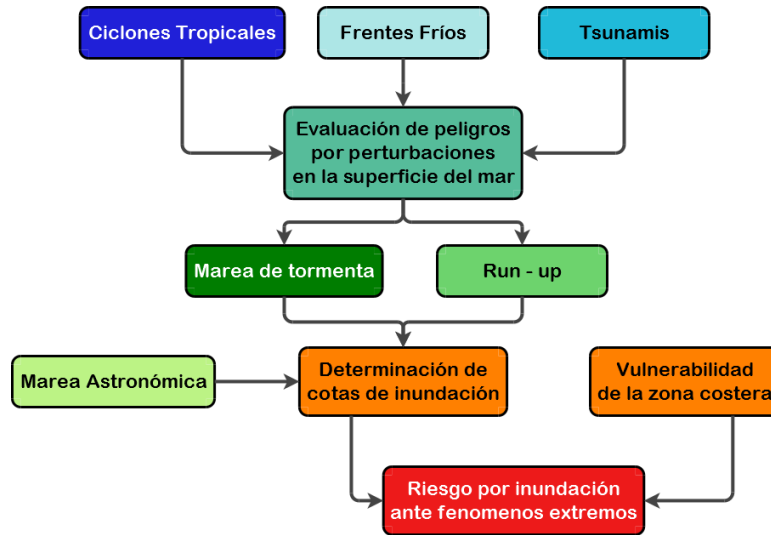 Ciclones Tropicales
Frentes Fríos
Tsunamis
Evaluación de peligros
por perturbaciones
en la superficie del mar
Marea de tormenta
Run - up
Marea Astronómica
Determinación de
cotas de inundación
Vulnerabilidad
de la zona costera
Riesgo por inundación
ante fenomenos extremos